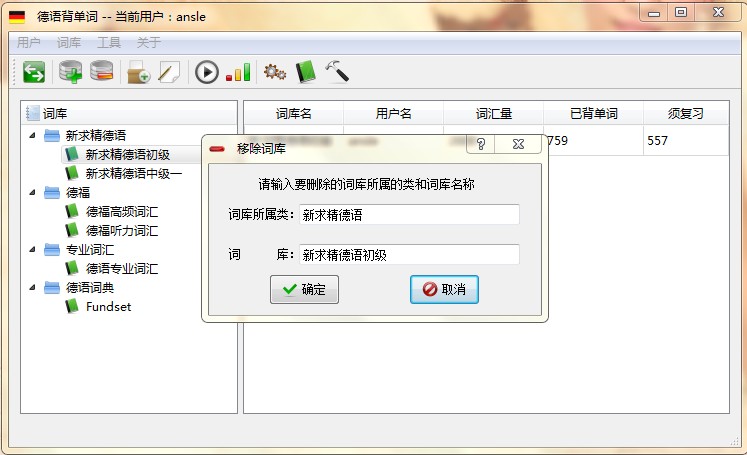 德语背单词 -- 当前用户：ansle
用户 词库 工具 关于
词库
新求精德语
新求精德语初级
新求精德语中级一
德福
德福高频词汇
德福听力词汇
专业词汇
德语专业词汇
德语词典
Fundset
词库名 用户名 词汇量 已背单词 须复习
759 557
移除词库
请输入要删除的词库所属的类和词库名称
词库所属类: 新求精德语
词 库: 新求精德语初级
确定 取消